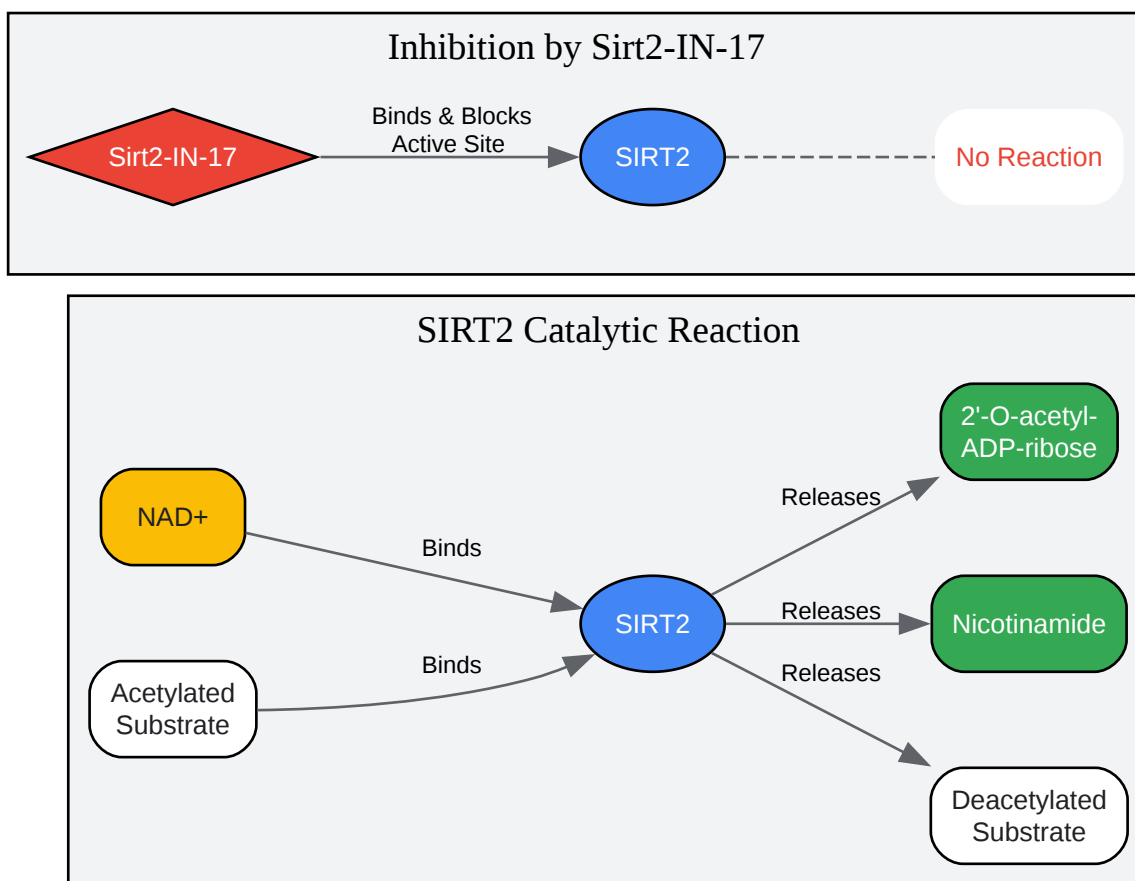 Inhibition by Sirt2-IN-17
Sirt2-IN-17
Binds & Blocks
Active Site
SIRT2
No Reaction
SIRT2 Catalytic Reaction
NAD+
Acetylated
Substrate
Binds
Binds
SIRT2
Releases
Releases
Releases
2'-O-acetyl-
ADP-ribose
Nicotinamide
Deacetylated
Substrate